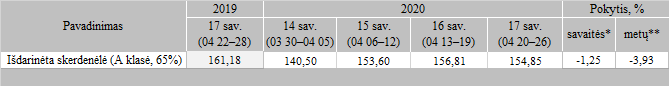 Pavadinimas 2019 2020 Pokytis, %
17 sav. (04 22–28) 14 sav. (03 30–04 05) 15 sav. (04 06–12) 16 sav. (04 13–19) 17 sav. (04 20–26) savaitės* metų**
Išdarinėta skerdenėlė (A klasė, 65%) 161,18 140,50 153,60 156,81 154,85 -1,25 -3,93